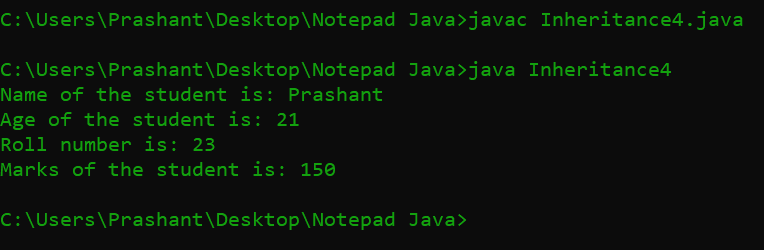 C:\Users\Prashant\Desktop\Notepad Java>javac Inheritance4.java
C:\Users\Prashant\Desktop\Notepad Java>java Inheritance4
Name of the student is: Prashant
Age of the student is: 21
Roll number is: 23
Marks of the student is: 150
C:\Users\Prashant\Desktop\Notepad Java>